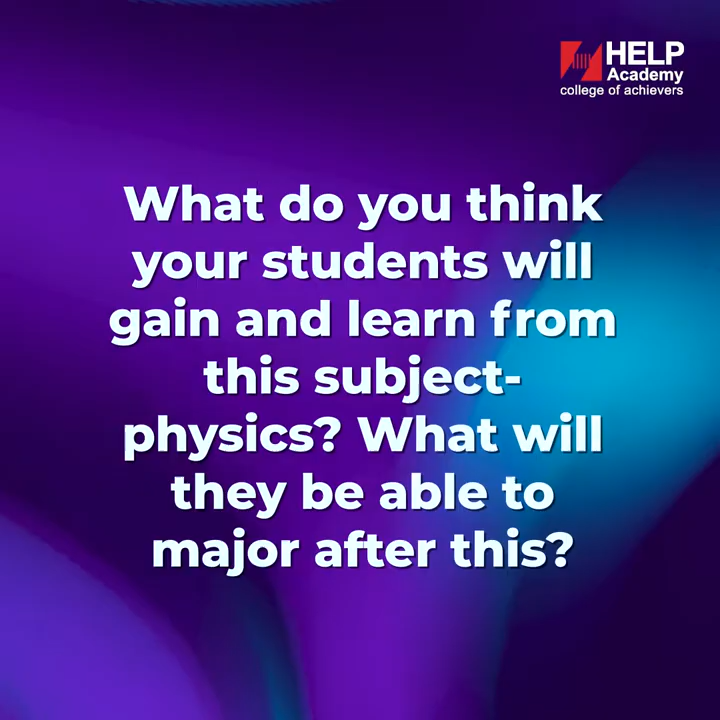 HELP
Academy
college of achievers
What do you think
your students will
gain and learn from
this subject-
physics? What will
they be able to
major after this?